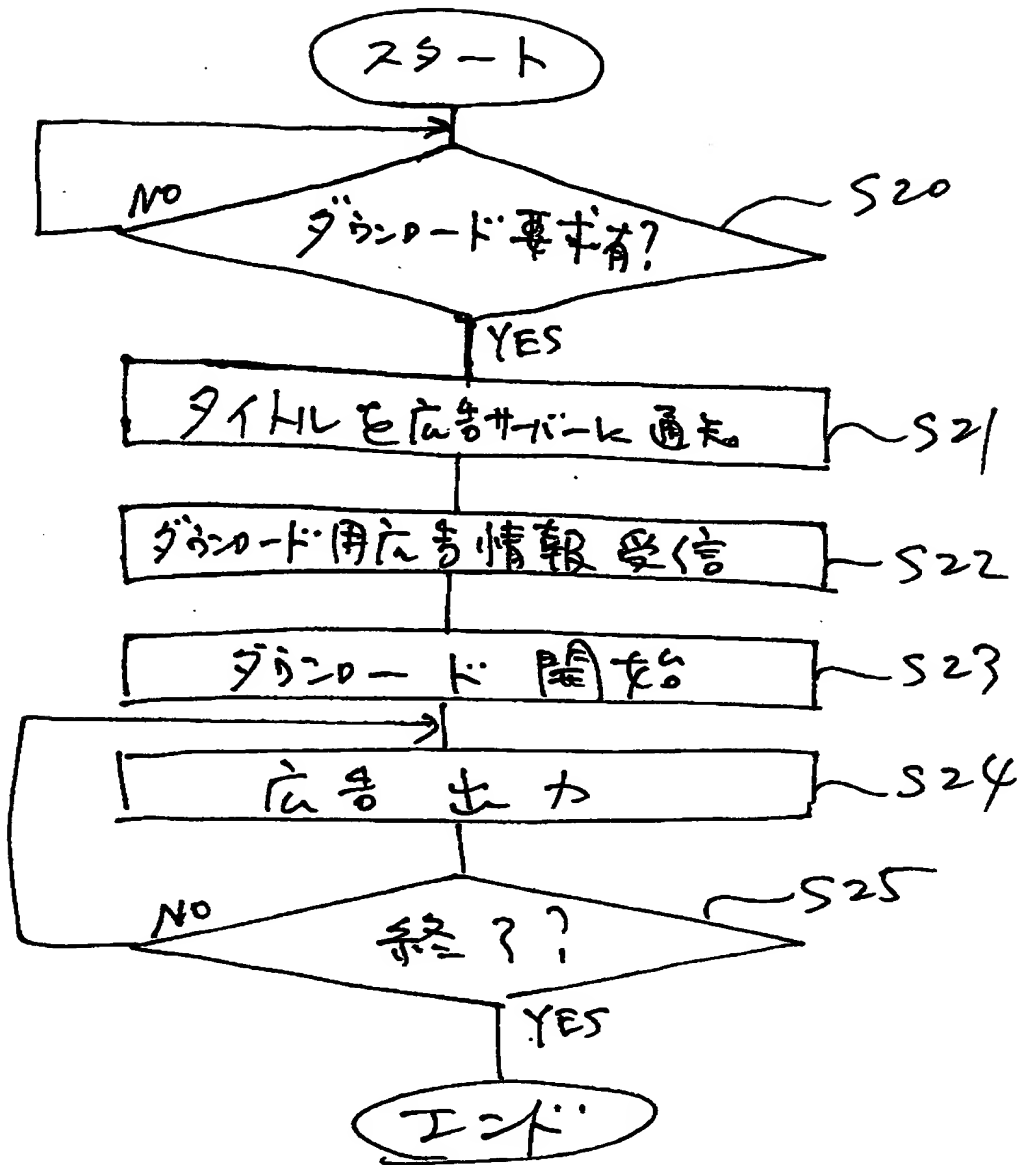 スタート
NO
ダウンロード要求有?
S20
YES
タイトルを広告サーバーに通知
S21
ダウンロード用広告情報受信
S22
ダウンロード開始
S23
広告出力
S24
NO
終了?
S25
YES
エンド